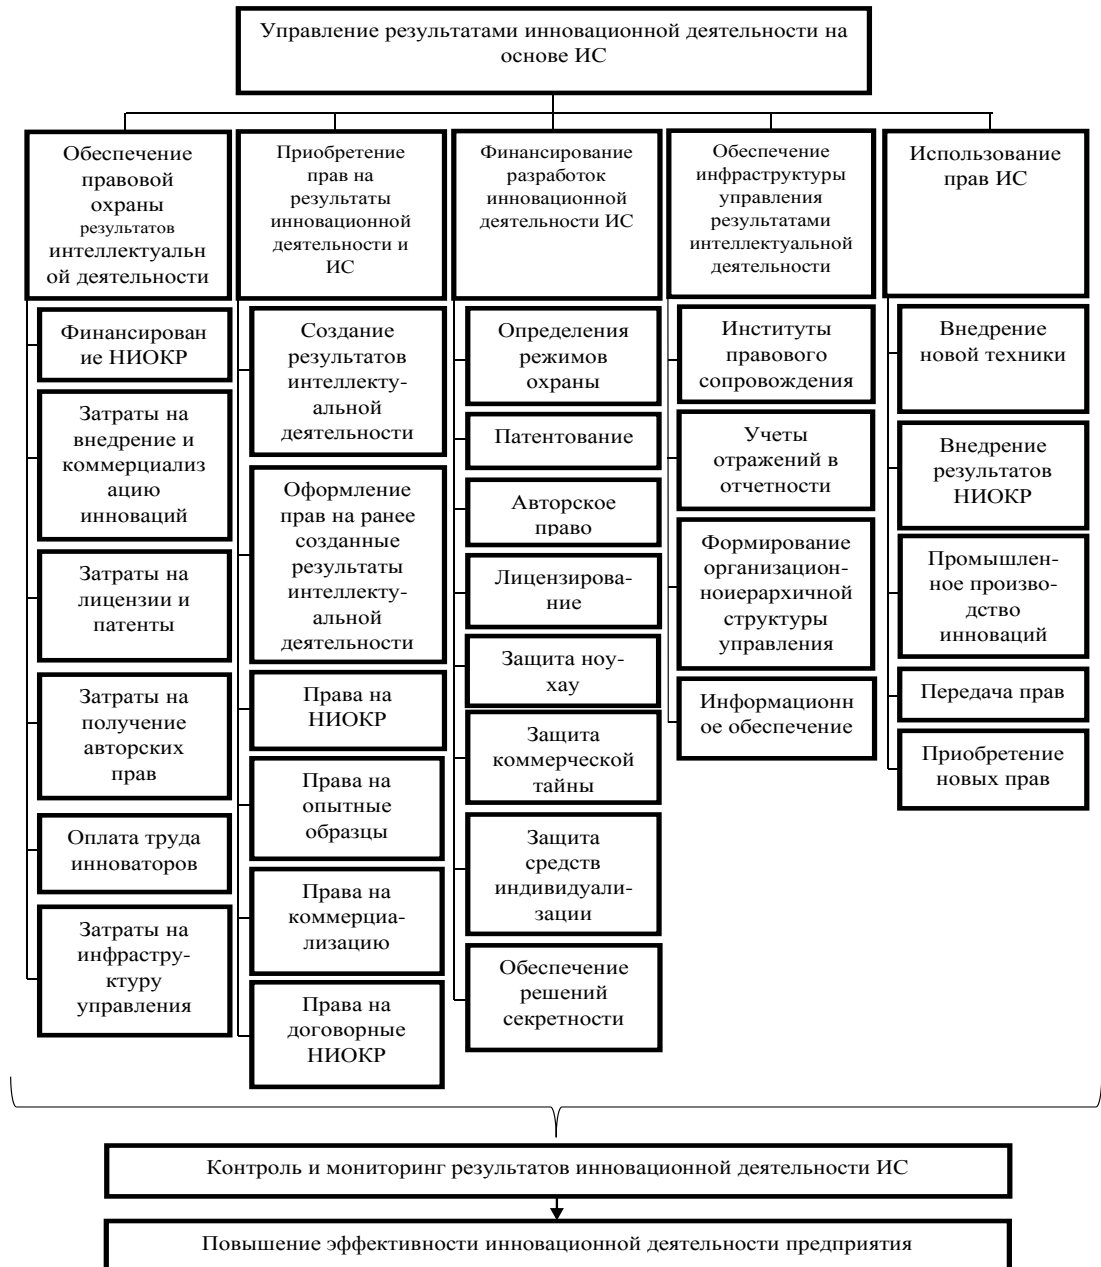 Управление результатами инновационной деятельности на
основе ИС
Обеспечение
правовой
охраны
результатов
интеллектуальн
ой деятельности
Финансирован
ие НИОКР
Затраты на
внедрение и
коммерциализ
ацию
инноваций
Затраты на
лицензии и
патенты
Затраты на
получение
авторских
прав
Оплата труда
инноваторов
Затраты на
инфрастру-
ктуру
управления
Приобретение
прав на
результаты
инновационной
деятельности и
ИС
Создание
результатов
интеллекту-
альной
деятельности
Оформление
прав на ранее
созданные
результаты
интеллекту-
альной
деятельности
Права на
НИОКР
Права на
опытные
образцы
Права на
коммерциа-
лизацию
Права на
договорные
НИОКР
Финансирование
разработок
инновационной
деятельности ИС
Определения
режимов
охраны
Патентование
Авторское
право
Лицензирова-
ние
Защита ноу-
хау
Защита
коммерческой
тайны
Защита
средств
индивидуали-
зации
Обеспечение
решений
секретности
Обеспечение
инфраструктуры
управления
результатами
интеллектуальной
деятельности
Институты
правового
сопровождения
Учеты
отражений в
отчетности
Формирование
организацион-
ноиерархичной
структуры
управления
Информационн
ое обеспечение
Использование
прав ИС
Внедрение
новой техники
Внедрение
результатов
НИОКР
Промышлен-
ное произво-
дство
инноваций
Передача прав
Приобретение
новых прав
Контроль и мониторинг результатов инновационной деятельности ИС
Повышение эффективности инновационной деятельности предприятия